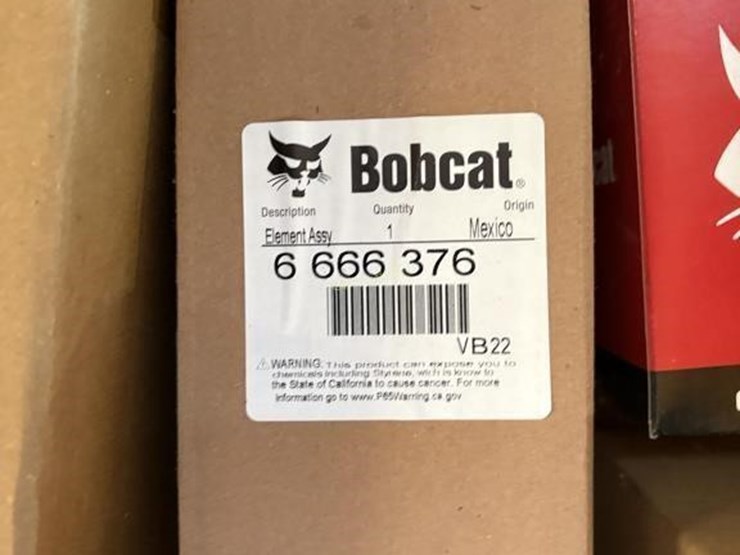 Bobcat®
Description Quantity Origin
Element Assy 1 Mexico
6 666 376
VB22
⚠ WARNING: This product can expose you to
chemicals including Styrene, wich is know to
the State of California to cause cancer. For more
information go to www.P65Warring.ca.gov